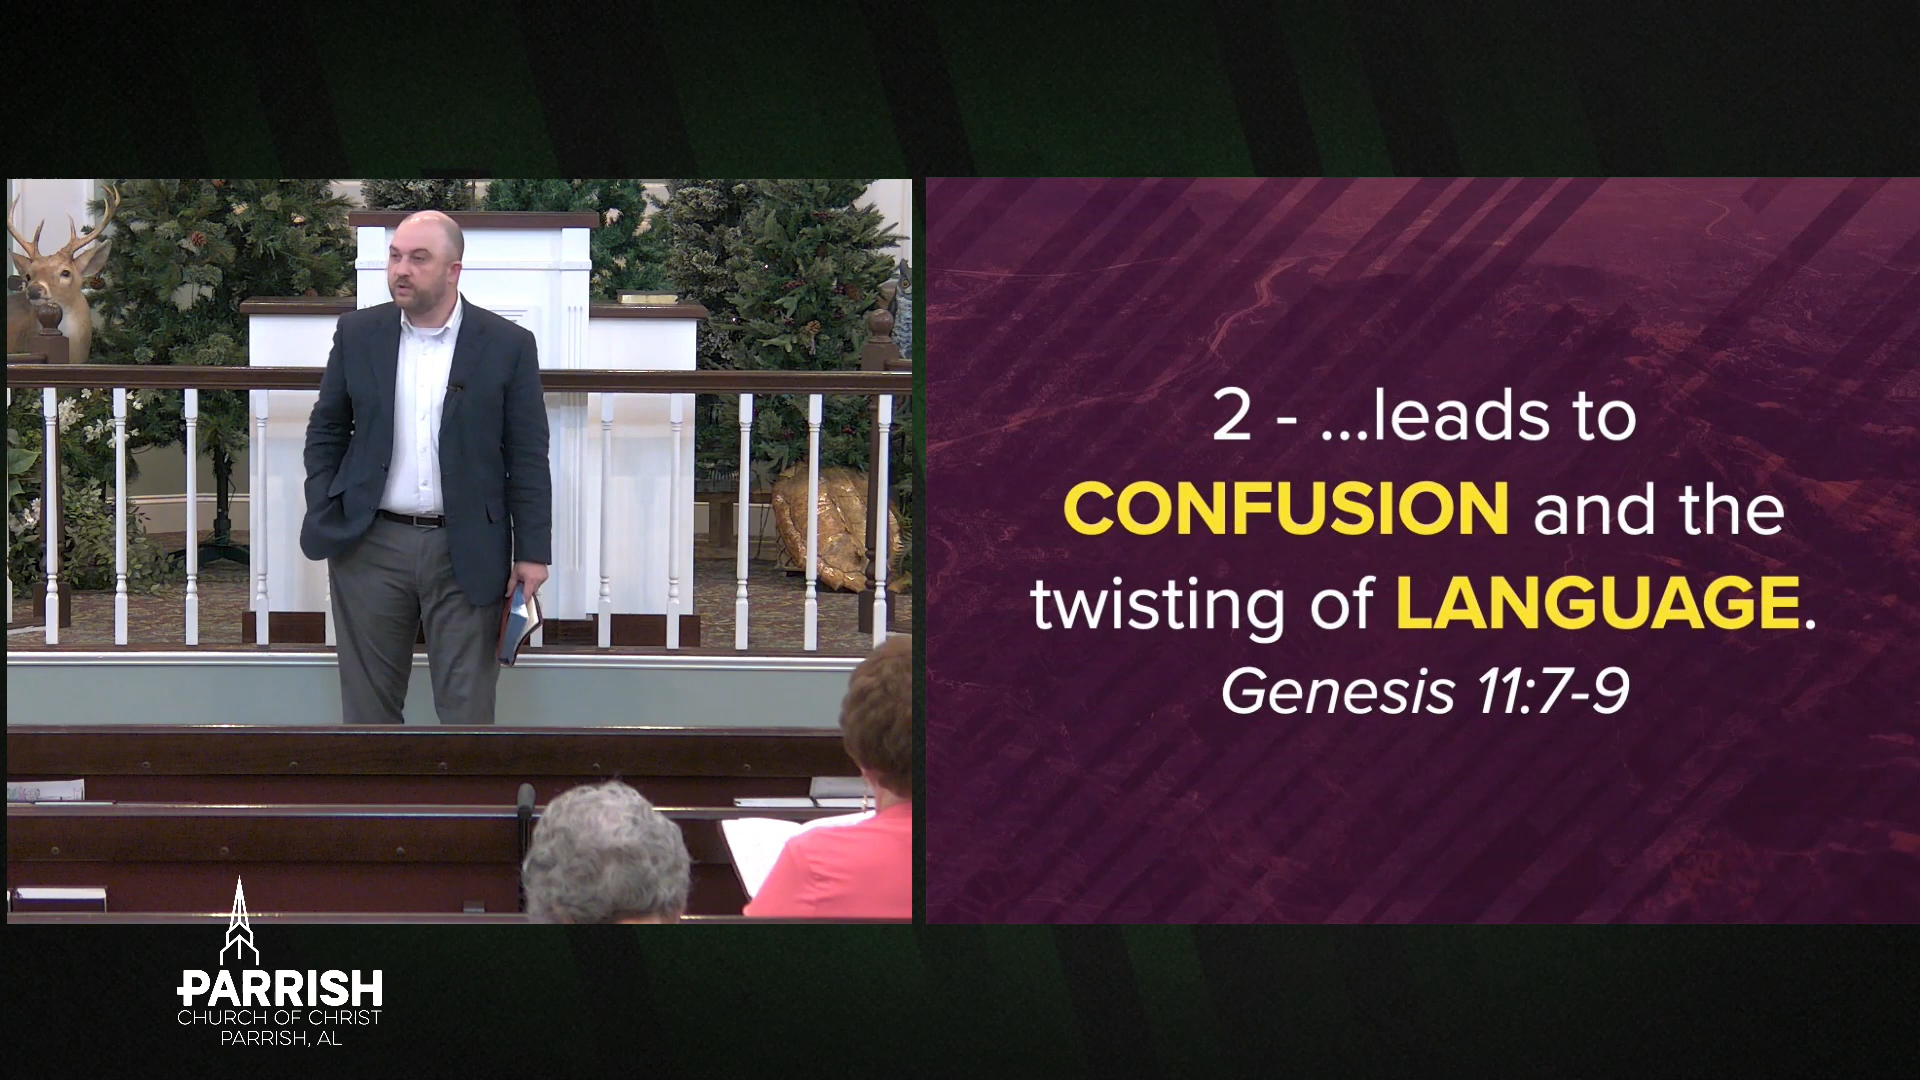 2 - ...leads to
CONFUSION and the
twisting of LANGUAGE.
Genesis 11:7-9
PARRISH
CHURCH OF CHRIST
PARRISH, AL